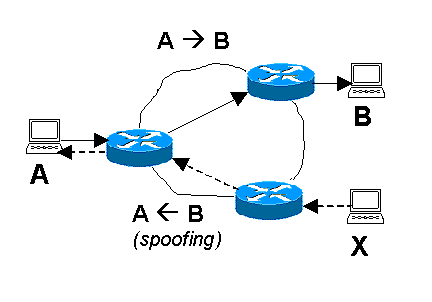 A → B
B
A
A ← B
(spoofing)
X